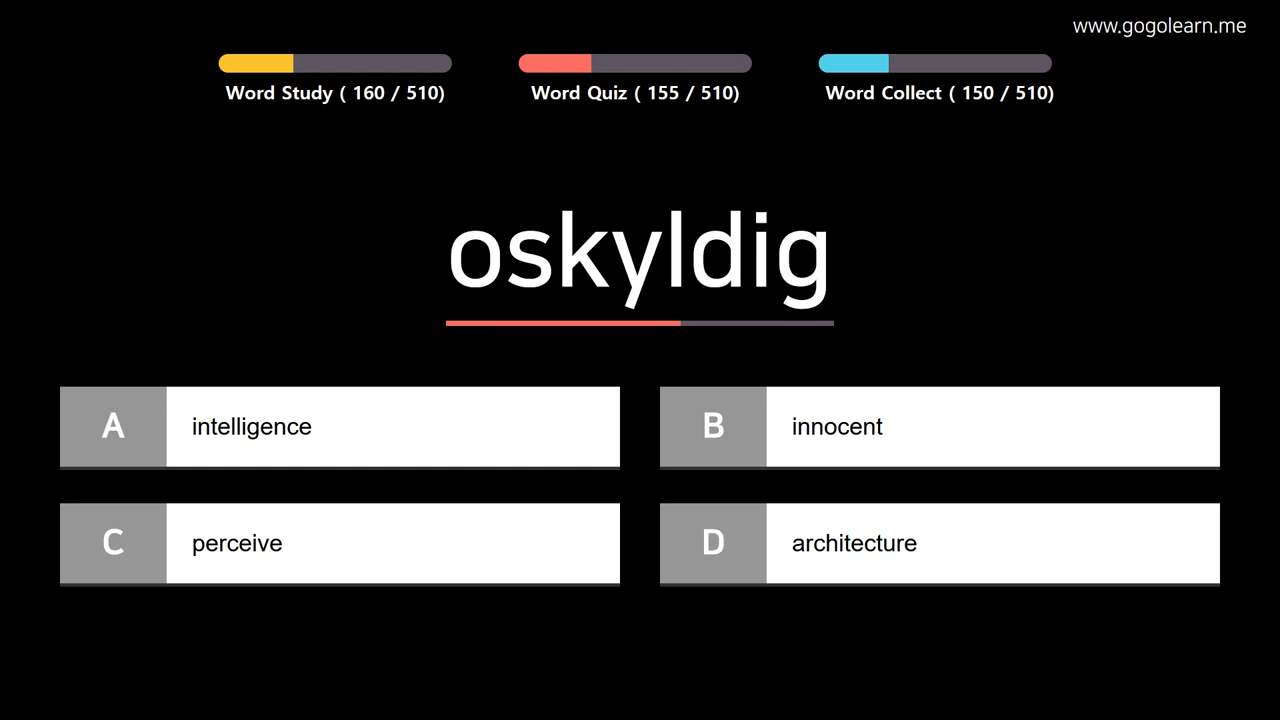 www.gogolearn.me
Word Study ( 160 / 510)
Word Quiz ( 155 / 510)
Word Collect ( 150 / 510)
oskyldig
A intelligence
B innocent
C perceive
D architecture